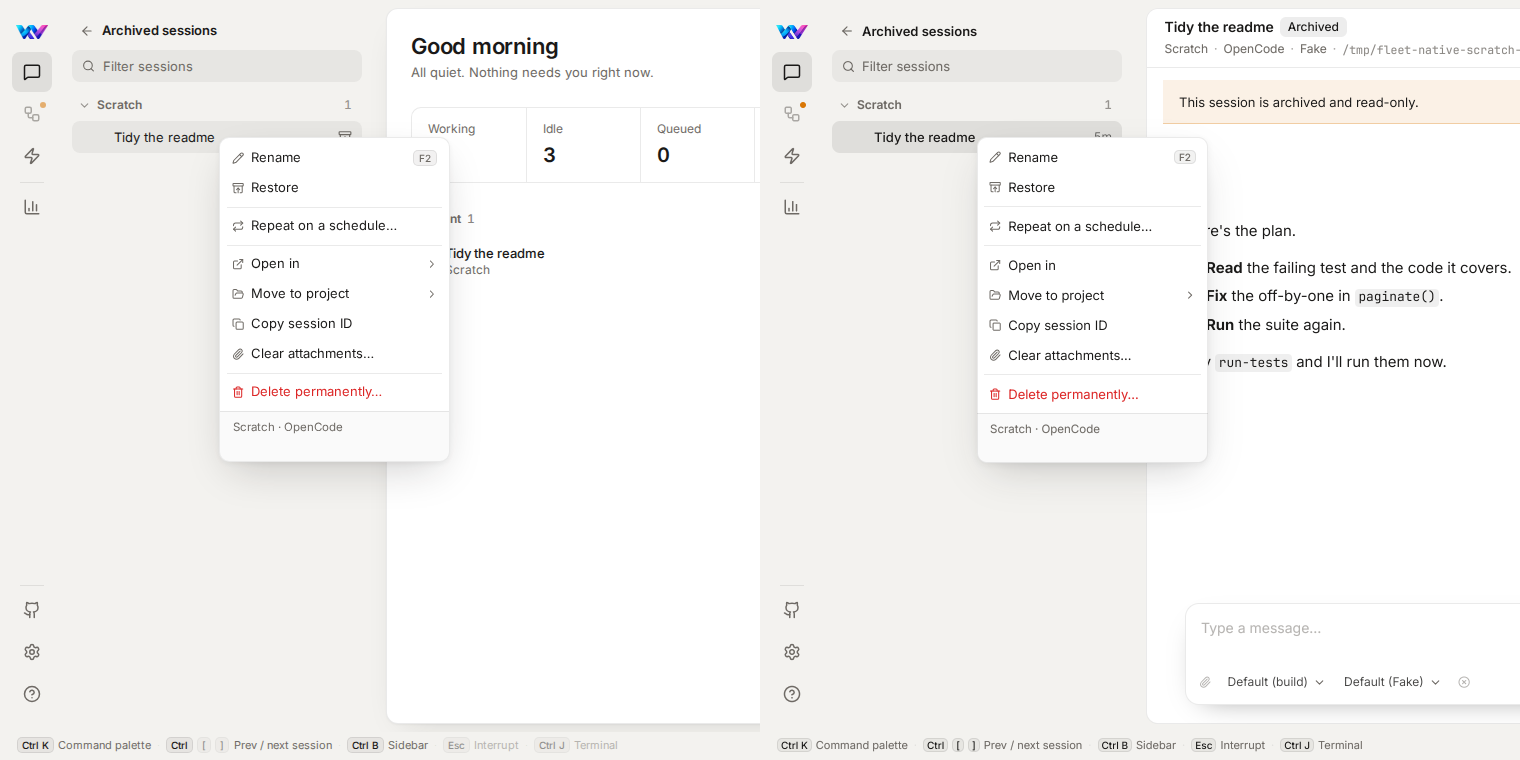 Archived sessions
Filter sessions
Scratch 1
Tidy the readme
Rename F2
Restore
Repeat on a schedule...
Open in
Move to project
Copy session ID
Clear attachments...
Delete permanently...
Scratch · OpenCode
Good morning
All quiet. Nothing needs you right now.
Working
Idle
3
Queued
0
nt 1
Tidy the readme
Scratch
Ctrl K Command palette Ctrl [ ] Prev / next session Ctrl B Sidebar Esc Interrupt Ctrl J Terminal
Archived sessions
Filter sessions
Scratch 1
Tidy the readme 5m
Rename F2
Restore
Repeat on a schedule...
Open in
Move to project
Copy session ID
Clear attachments...
Delete permanently...
Scratch · OpenCode
Tidy the readme Archived
Scratch · OpenCode · Fake · /tmp/fleet-native-scratch-
This session is archived and read-only.
re's the plan.
Read the failing test and the code it covers.
Fix the off-by-one in paginate().
Run the suite again.
y run-tests and I'll run them now.
Type a message...
Default (build) Default (Fake)
Ctrl K Command palette Ctrl [ ] Prev / next session Ctrl B Sidebar Esc Interrupt Ctrl J Terminal